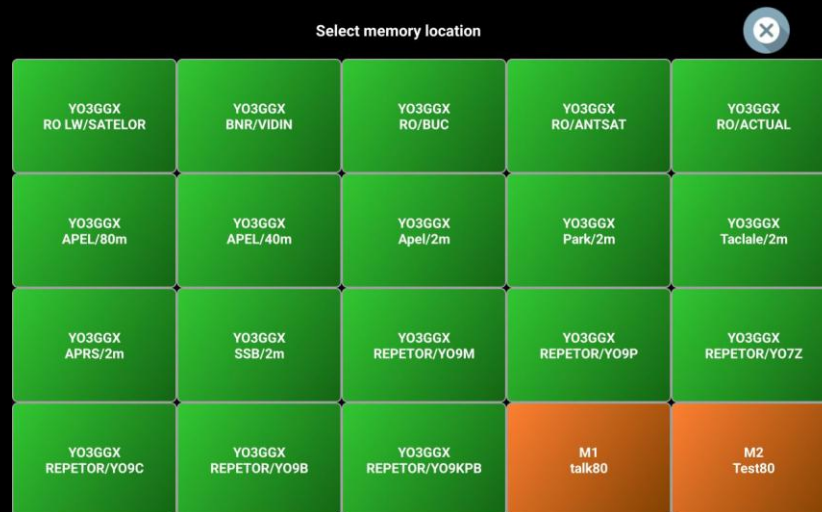 Select memory location
YO3GGX
RO LW/SATELOR
YO3GGX
BNR/VIDIN
YO3GGX
RO/BUC
YO3GGX
RO/ANTSAT
YO3GGX
RO/ACTUAL
YO3GGX
APEL/80m
YO3GGX
APEL/40m
YO3GGX
Apel/2m
YO3GGX
Park/2m
YO3GGX
Taclale/2m
YO3GGX
APRS/2m
YO3GGX
SSB/2m
YO3GGX
REPETOR/YO9M
YO3GGX
REPETOR/YO9P
YO3GGX
REPETOR/YO7Z
YO3GGX
REPETOR/YO9C
YO3GGX
REPETOR/YO9B
YO3GGX
REPETOR/YO9KPB
M1
talk80
M2
Test80